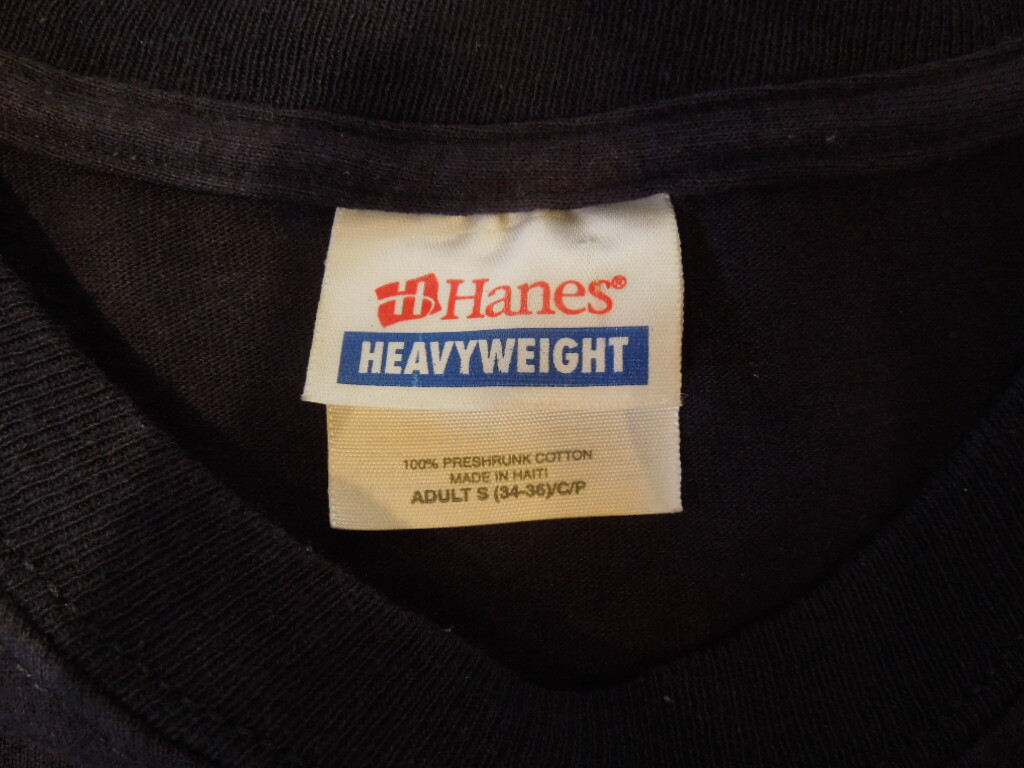 H Hanes®
HEAVYWEIGHT
100% PRESHRUNK COTTON
MADE IN HAITI
ADULT S (34-36)/C/P